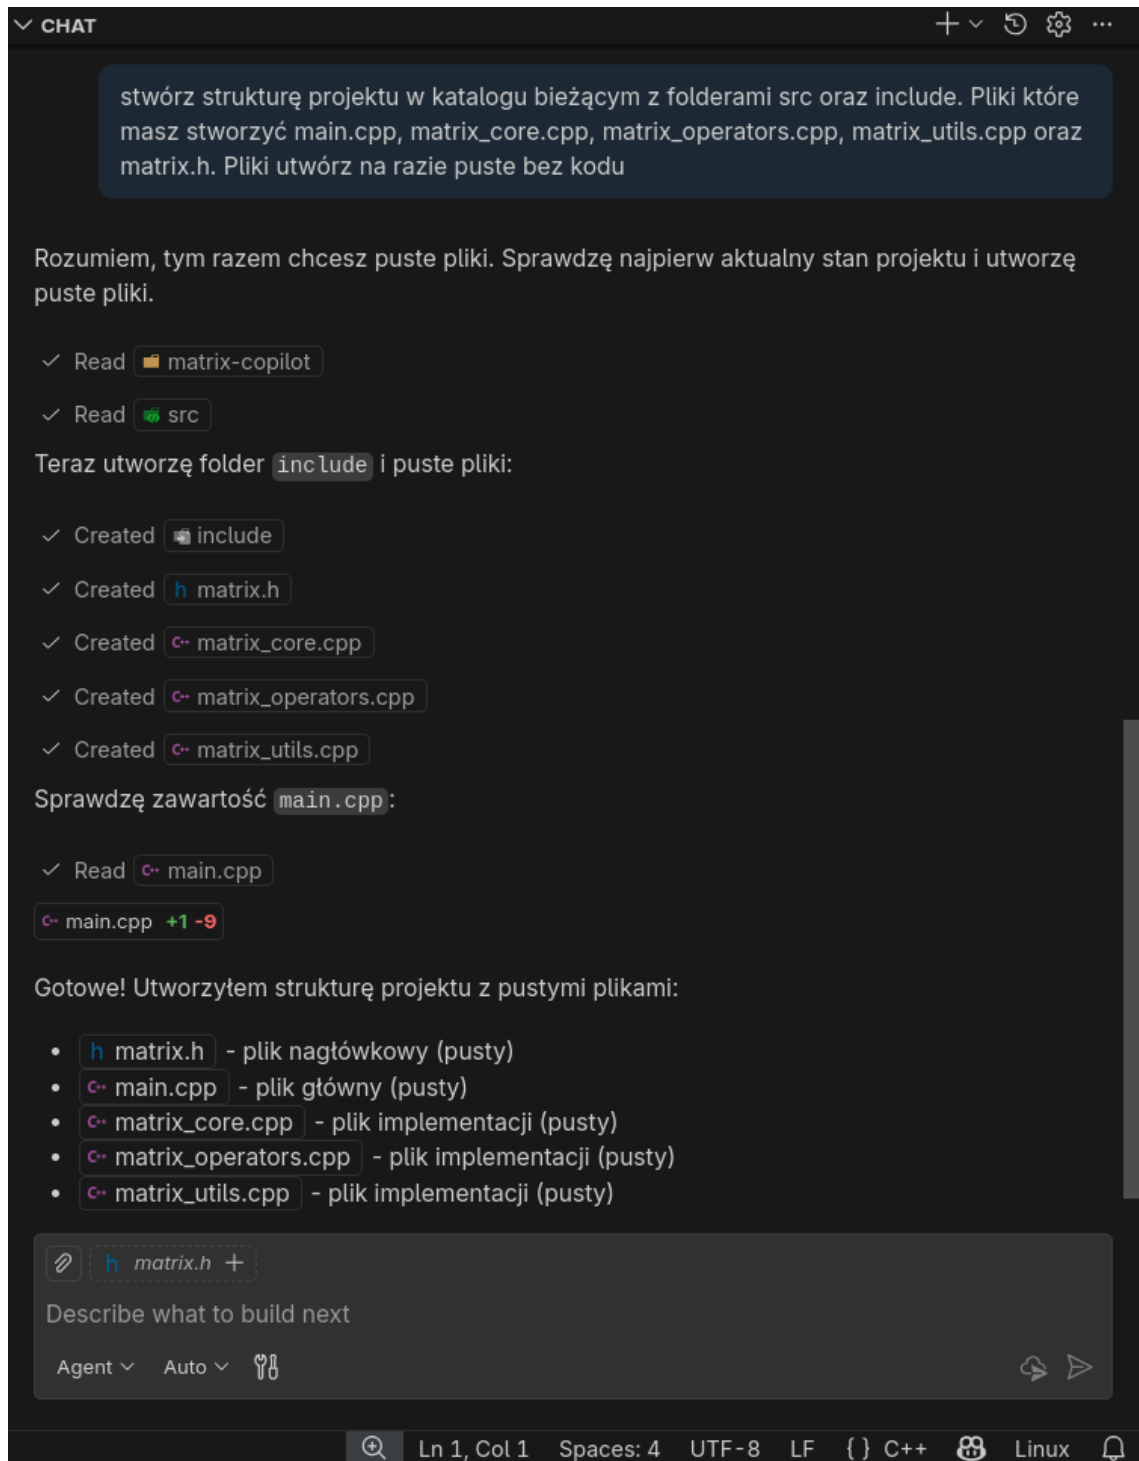 CHAT
stwórz strukturę projektu w katalogu bieżącym z folderami src oraz include. Pliki które
masz stworzyć main.cpp, matrix_core.cpp, matrix_operators.cpp, matrix_utils.cpp oraz
matrix.h. Pliki utwórz na razie puste bez kodu
Rozumiem, tym razem chcesz puste pliki. Sprawdzę najpierw aktualny stan projektu i utworzę
puste pliki.
Read matrix-copilot
Read src
Teraz utworzę folder include i puste pliki:
Created include
Created h matrix.h
Created C++ matrix_core.cpp
Created C++ matrix_operators.cpp
Created C++ matrix_utils.cpp
Sprawdzę zawartość main.cpp:
Read C++ main.cpp
C++ main.cpp +1 -9
Gotowe! Utworzyłem strukturę projektu z pustymi plikami:
• h matrix.h - plik nagłówkowy (pusty)
• C++ main.cpp - plik główny (pusty)
• C++ matrix_core.cpp - plik implementacji (pusty)
• C++ matrix_operators.cpp - plik implementacji (pusty)
• C++ matrix_utils.cpp - plik implementacji (pusty)
h matrix.h +
Describe what to build next
Agent Auto
Ln 1, Col 1 Spaces: 4 UTF-8 LF { } C++ Linux